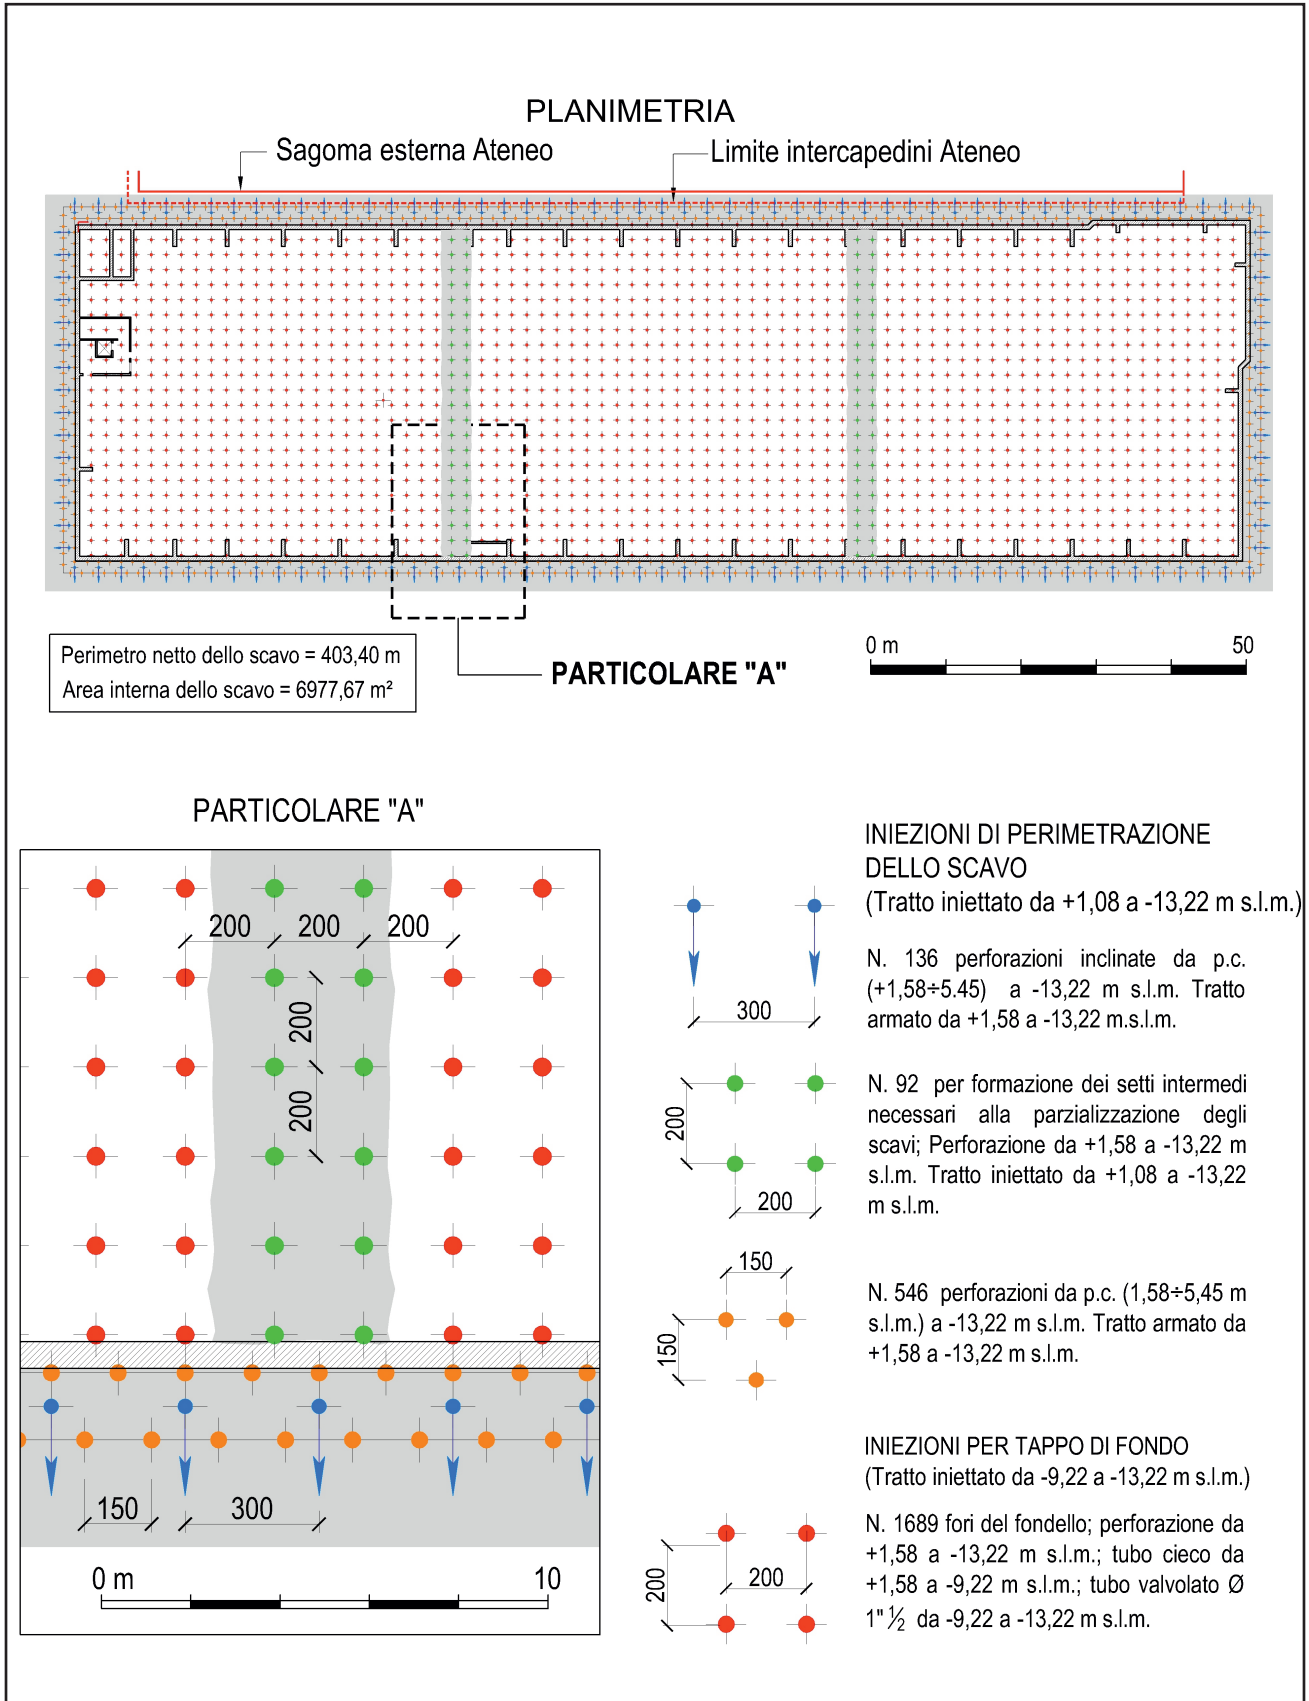 PLANIMETRIA
Sagoma esterna Ateneo
Limite intercapedini Ateneo
Perimetro netto dello scavo = 403,40 m
Area interna dello scavo = 6977,67 m²
PARTICOLARE "A"
0 m 50
PARTICOLARE "A"
200 200 200
200
200
150 300
0 m 10
INIEZIONI DI PERIMETRAZIONE
DELLO SCAVO
(Tratto iniettato da +1,08 a -13,22 m s.l.m.)
300
N. 136 perforazioni inclinate da p.c.
(+1,58÷5.45) a -13,22 m s.l.m. Tratto
armato da +1,58 a -13,22 m.s.l.m.
200
200
N. 92 per formazione dei setti intermedi
necessari alla parzializzazione degli
scavi; Perforazione da +1,58 a -13,22 m
s.l.m. Tratto iniettato da +1,08 a -13,22
m s.l.m.
150
150
N. 546 perforazioni da p.c. (1,58÷5,45 m
s.l.m.) a -13,22 m s.l.m. Tratto armato da
+1,58 a -13,22 m s.l.m.
INIEZIONI PER TAPPO DI FONDO
(Tratto iniettato da -9,22 a -13,22 m s.l.m.)
200
200
N. 1689 fori del fondello; perforazione da
+1,58 a -13,22 m s.l.m.; tubo cieco da
+1,58 a -9,22 m s.l.m.; tubo valvolato Ø
1" ½ da -9,22 a -13,22 m s.l.m.